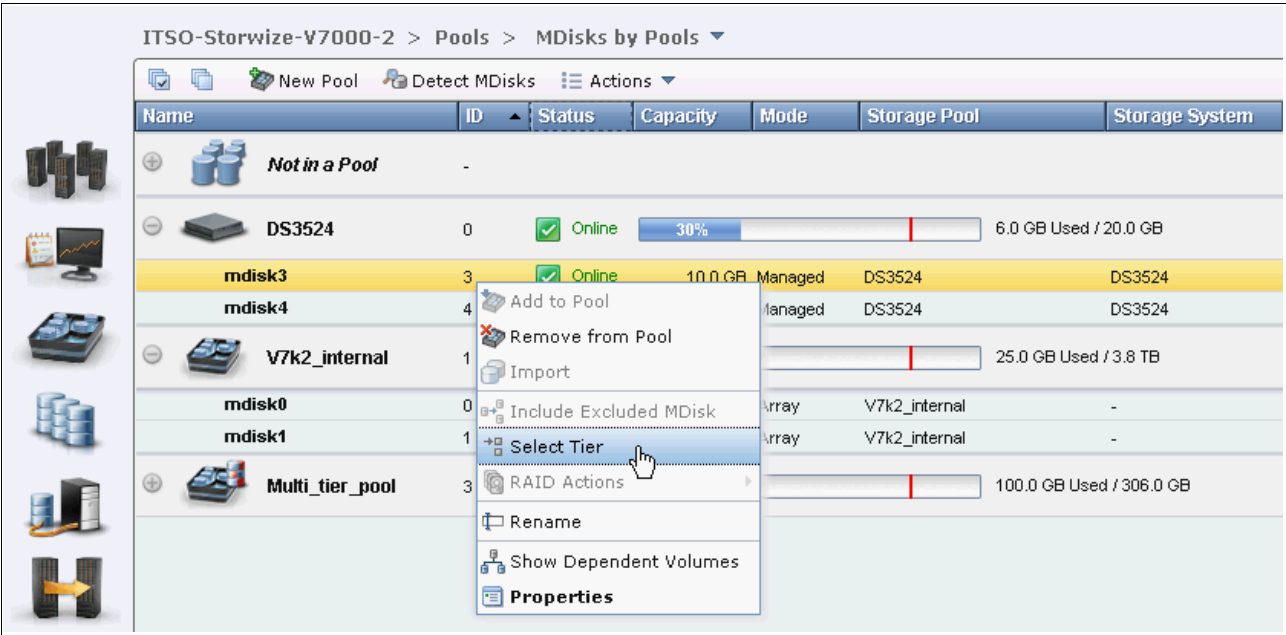 ITSO-Storwize-V7000-2 > Pools > MDisks by Pools
New Pool Detect MDisks Actions
Name ID Status Capacity Mode Storage Pool Storage System
Not in a Pool -
DS3524 0 Online 30% 6.0 GB Used / 20.0 GB
mdisk3 3 Online 10.0 GB Managed DS3524 DS3524
Add to Pool
mdisk4 4 Managed DS3524 DS3524
Remove from Pool
V7k2_internal 1 25.0 GB Used / 3.8 TB
Import
mdisk0 0 Array V7k2_internal -
Include Excluded MDisk
mdisk1 1 Array V7k2_internal -
Select Tier
Multi_tier_pool 3 100.0 GB Used / 306.0 GB
RAID Actions
Rename
Show Dependent Volumes
Properties